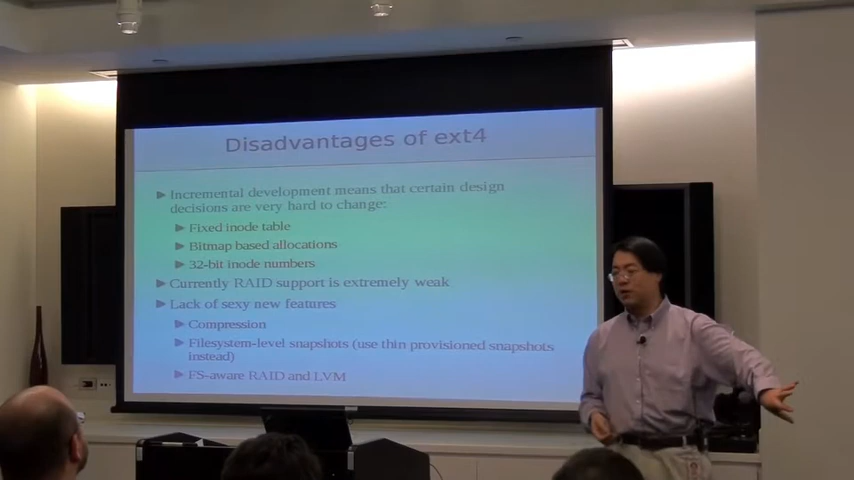 Disadvantages of ext4
Incremental development means that certain design
decisions are very hard to change:
Fixed inode table
Bitmap based allocations
32-bit inode numbers
Currently RAID support is extremely weak
Lack of sexy new features
Compression
Filesystem-level snapshots (use thin provisioned snapshots
instead)
FS-aware RAID and LVM